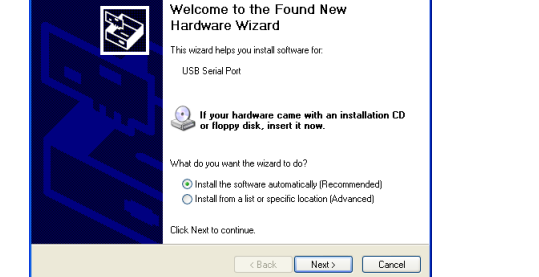 Welcome to the Found New
Hardware Wizard
This wizard helps you install software for:
USB Serial Port
If your hardware came with an installation CD
or floppy disk, insert it now.
What do you want the wizard to do?
Install the software automatically (Recommended)
Install from a list or specific location (Advanced)
Click Next to continue.
< Back Next > Cancel